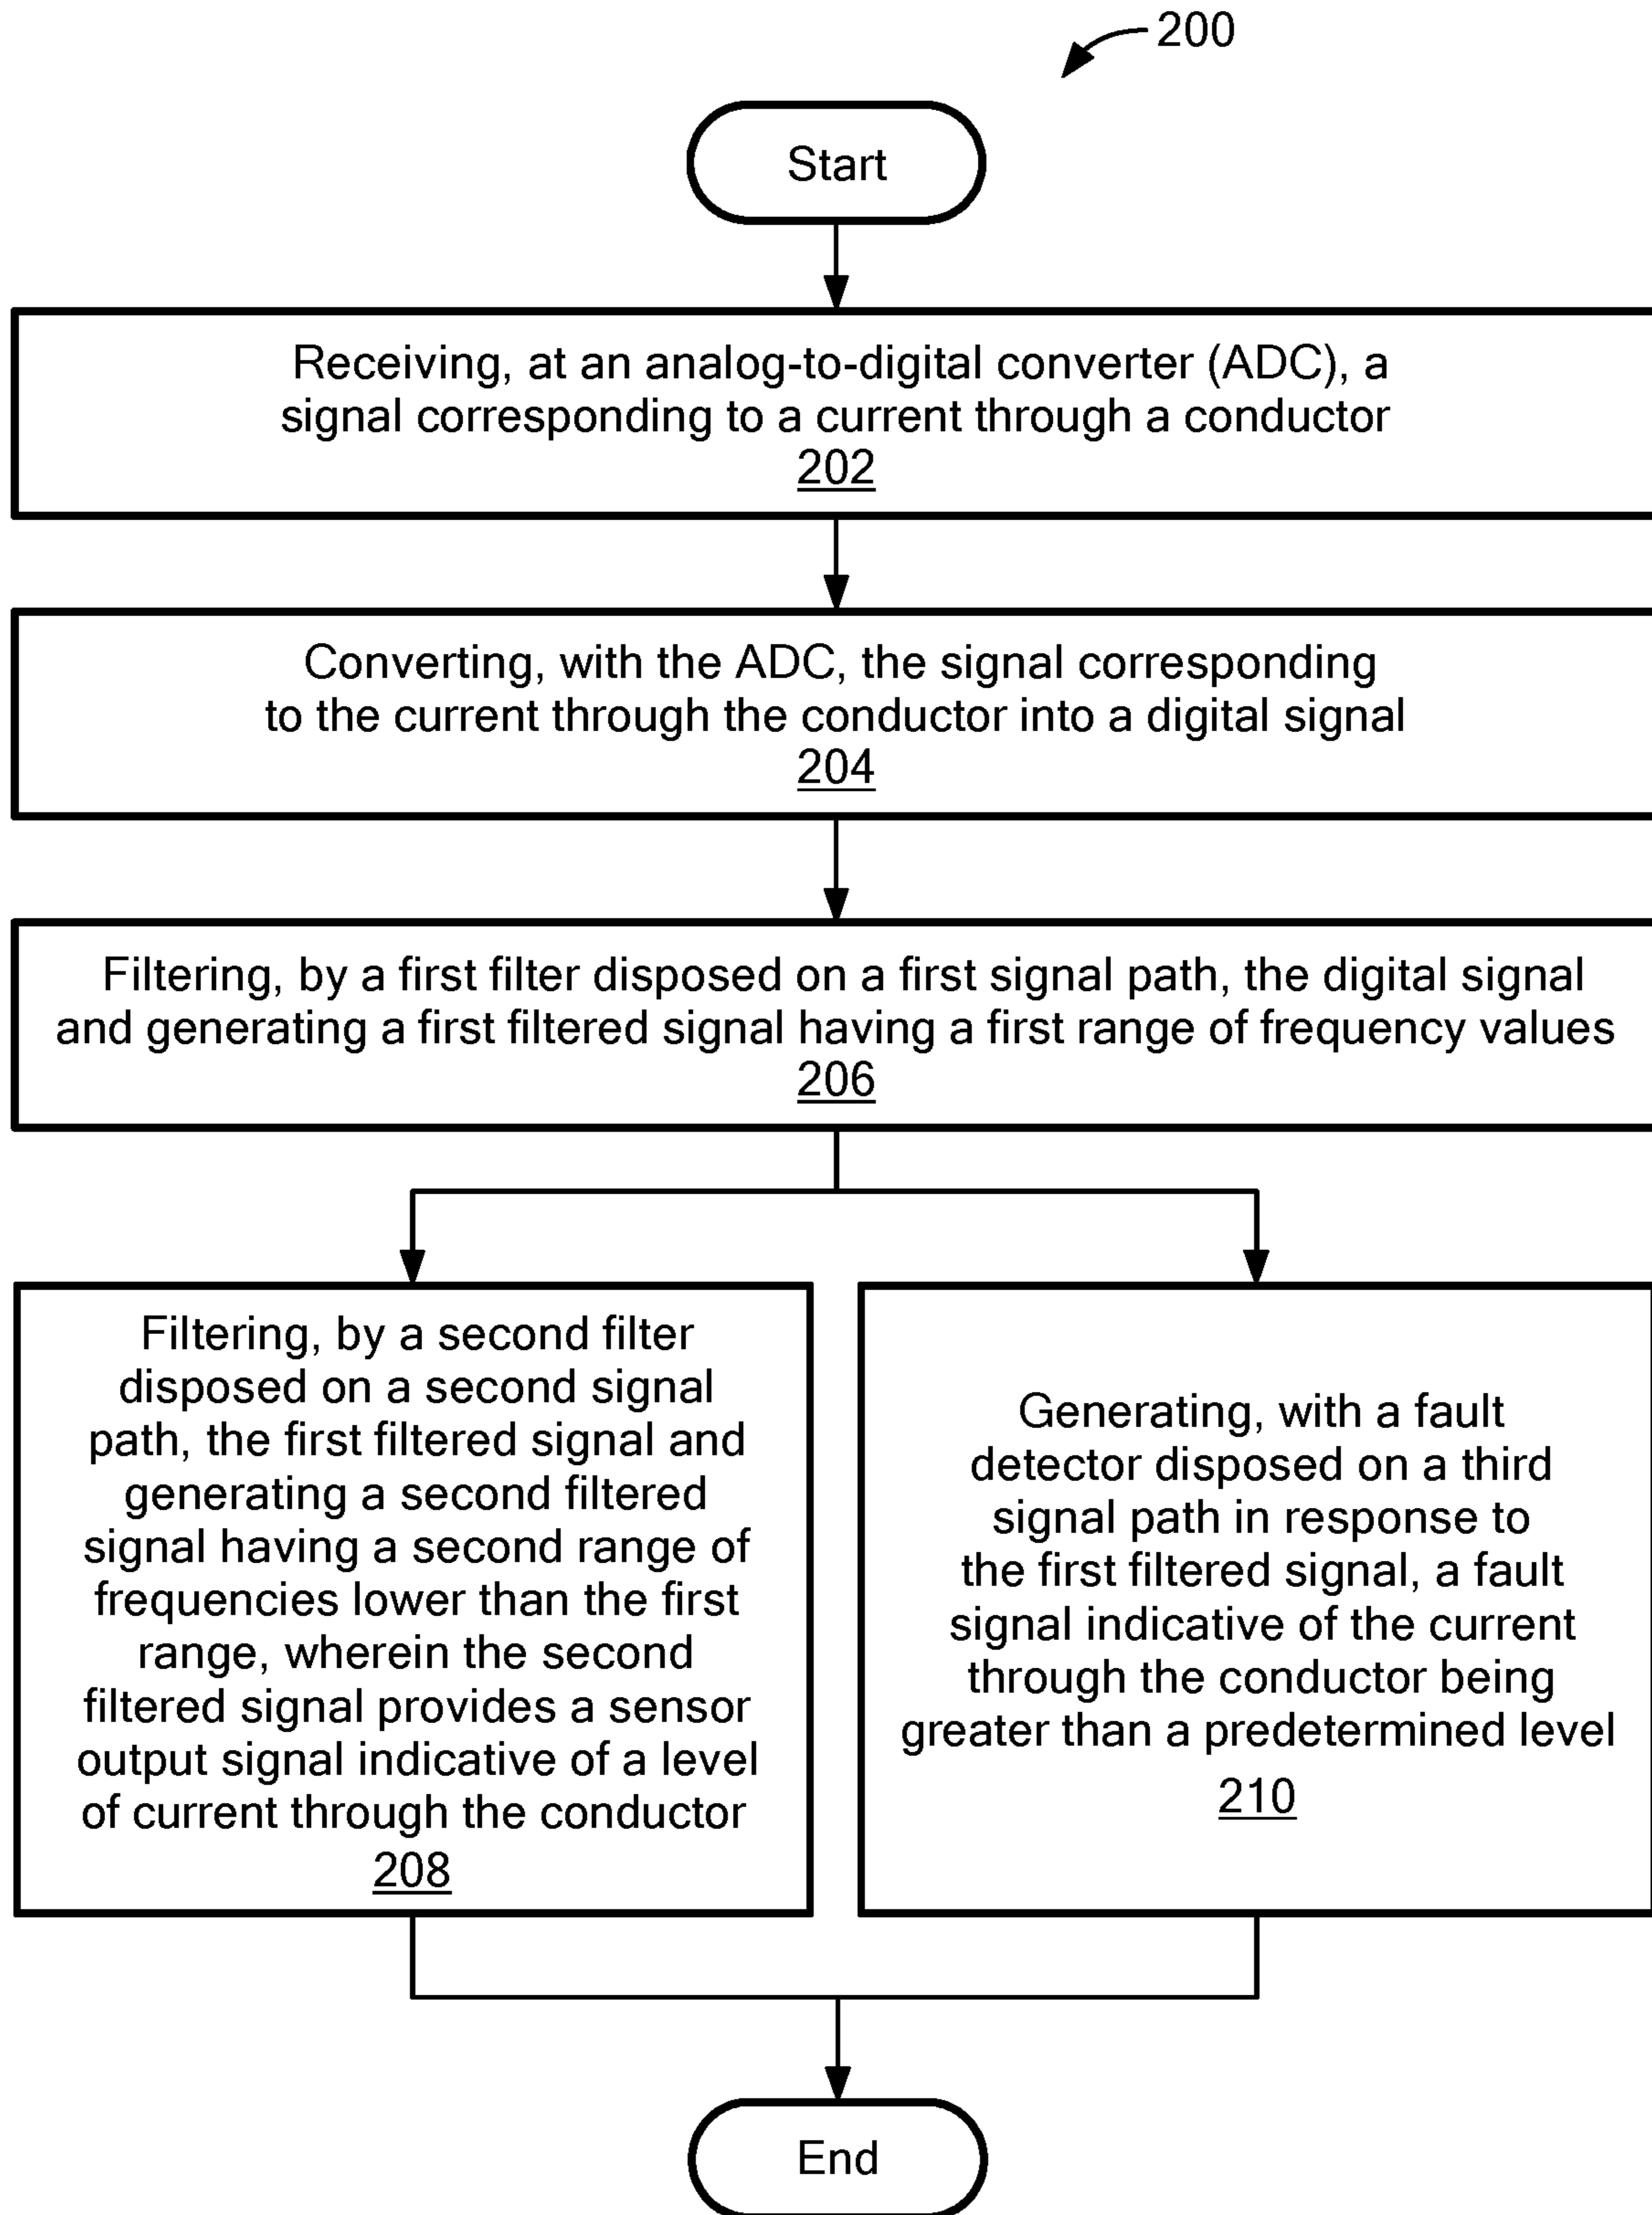 200
Start
Receiving, at an analog-to-digital converter (ADC), a
signal corresponding to a current through a conductor
202
Converting, with the ADC, the signal corresponding
to the current through the conductor into a digital signal
204
Filtering, by a first filter disposed on a first signal path, the digital signal
and generating a first filtered signal having a first range of frequency values
206
Filtering, by a second filter
disposed on a second signal
path, the first filtered signal and
generating a second filtered
signal having a second range of
frequencies lower than the first
range, wherein the second
filtered signal provides a sensor
output signal indicative of a level
of current through the conductor
208
Generating, with a fault
detector disposed on a third
signal path in response to
the first filtered signal, a fault
signal indicative of the current
through the conductor being
greater than a predetermined level
210
End